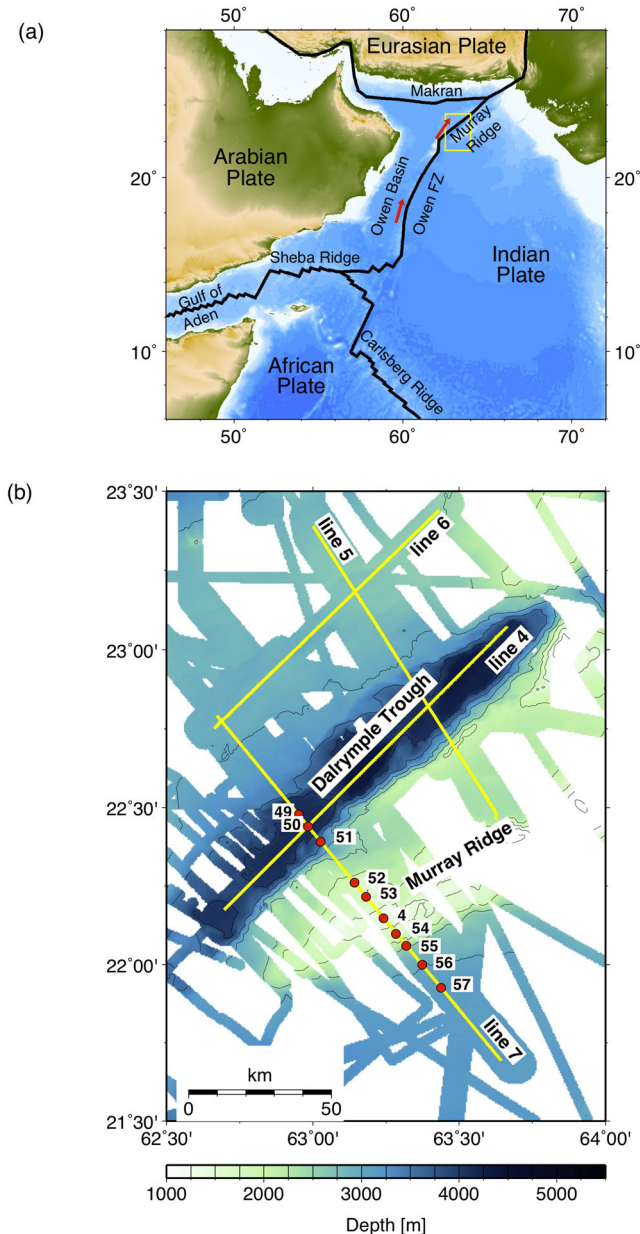 (a)
50˚
60˚
70˚
Eurasian Plate
Makran
Murray
Ridge
Arabian
Plate
20˚
20˚
Owen Basin
Owen FZ
Sheba Ridge
Indian
Plate
Gulf of
Aden
10˚
10˚
African
Plate
Carlsberg Ridge
50˚
60˚
70˚
(b)
23˚30'
line 5
line 6
23˚00'
line 4
Dalrymple Trough
22˚30'
49
50
51
Murray Ridge
52
53
4
54
55
22˚00'
56
57
line 7
km
0
50
21˚30'
62˚30'
63˚00'
63˚30'
64˚00'
1000
2000
3000
4000
5000
Depth [m]